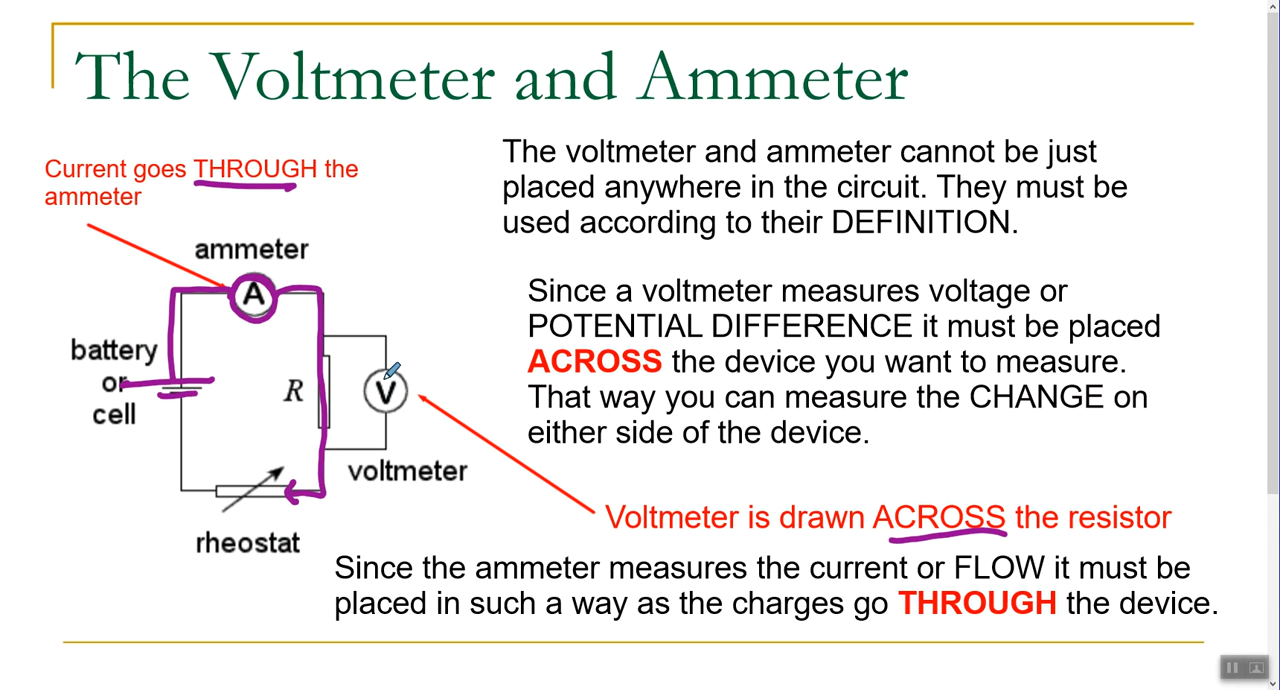 The Voltmeter and Ammeter
Current goes THROUGH the
ammeter
ammeter
A
battery
or
cell
R
V
voltmeter
rheostat
The voltmeter and ammeter cannot be just
placed anywhere in the circuit. They must be
used according to their DEFINITION.
Since a voltmeter measures voltage or
POTENTIAL DIFFERENCE it must be placed
ACROSS the device you want to measure.
That way you can measure the CHANGE on
either side of the device.
Voltmeter is drawn ACROSS the resistor
Since the ammeter measures the current or FLOW it must be
placed in such a way as the charges go THROUGH the device.